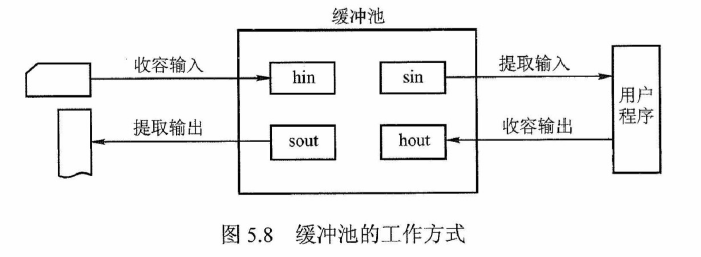 缓冲池
收容输入
hin
sin
提取输入
用户
程序
提取输出
sout
hout
收容输出
图 5.8 缓冲池的工作方式